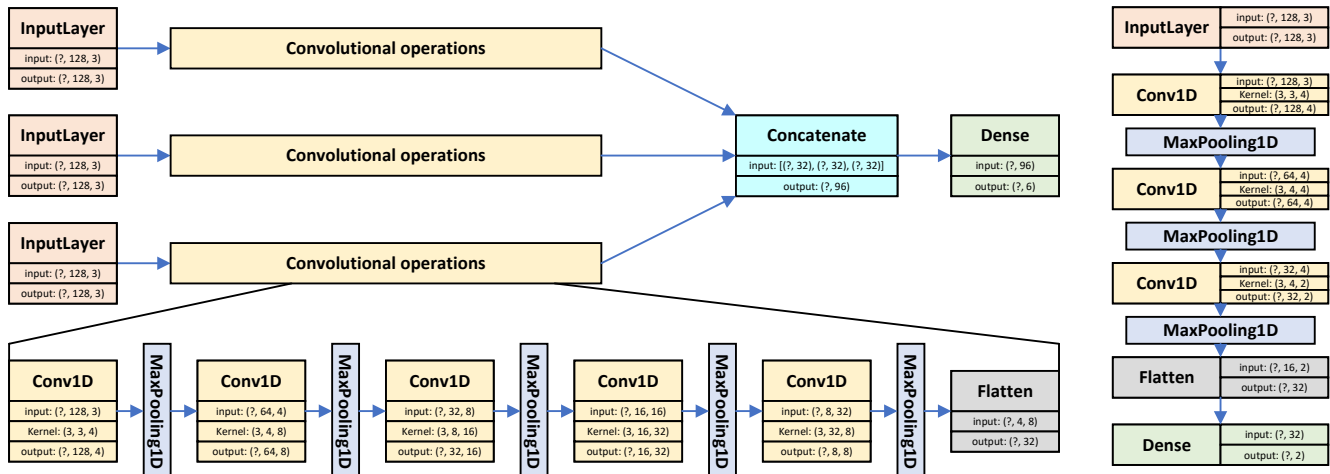 InputLayer
input: (?, 128, 3)
output: (?, 128, 3)
Convolutional operations
InputLayer
input: (?, 128, 3)
output: (?, 128, 3)
Convolutional operations
InputLayer
input: (?, 128, 3)
output: (?, 128, 3)
Convolutional operations
Concatenate
input: [(?, 32), (?, 32), (?, 32)]
output: (?, 96)
Dense
input: (?, 96)
output: (?, 6)
Conv1D
input: (?, 128, 3)
Kernel: (3, 3, 4)
output: (?, 128, 4)
MaxPooling1D
Conv1D
input: (?, 64, 4)
Kernel: (3, 4, 8)
output: (?, 64, 8)
MaxPooling1D
Conv1D
input: (?, 32, 8)
Kernel: (3, 8, 16)
output: (?, 32, 16)
MaxPooling1D
Conv1D
input: (?, 16, 16)
Kernel: (3, 16, 32)
output: (?, 16, 32)
MaxPooling1D
Conv1D
input: (?, 8, 32)
Kernel: (3, 32, 8)
output: (?, 8, 8)
MaxPooling1D
Flatten
input: (?, 4, 8)
output: (?, 32)
InputLayer
input: (?, 128, 3)
output: (?, 128, 3)
Conv1D
input: (?, 128, 3)
Kernel: (3, 3, 4)
output: (?, 128, 4)
MaxPooling1D
Conv1D
input: (?, 64, 4)
Kernel: (3, 4, 4)
output: (?, 64, 4)
MaxPooling1D
Conv1D
input: (?, 32, 4)
Kernel: (3, 4, 2)
output: (?, 32, 2)
MaxPooling1D
Flatten
input: (?, 16, 2)
output: (?, 32)
Dense
input: (?, 32)
output: (?, 2)